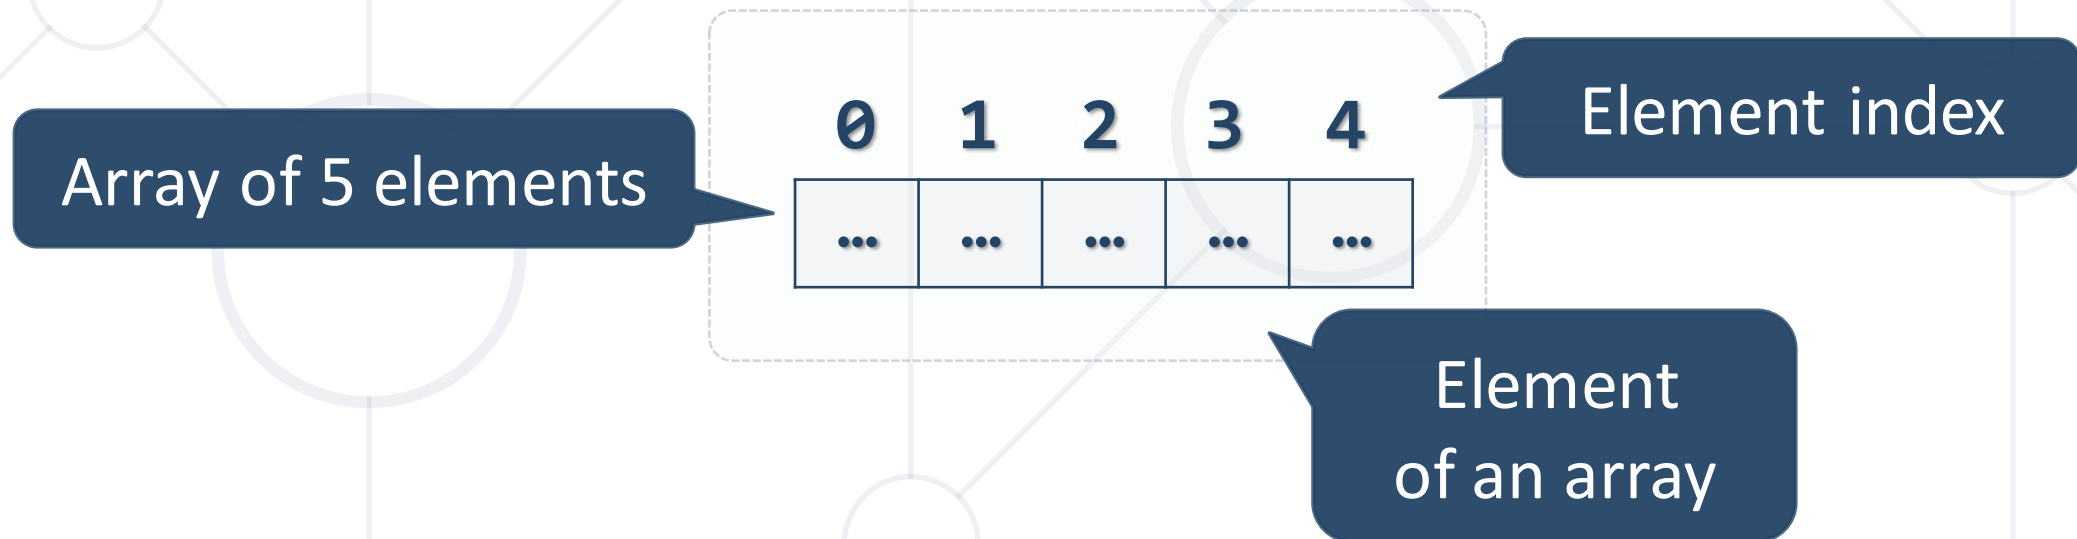 Array of 5 elements
0 1 2 3 4
Element index
... ... ... ... ...
Element
of an array